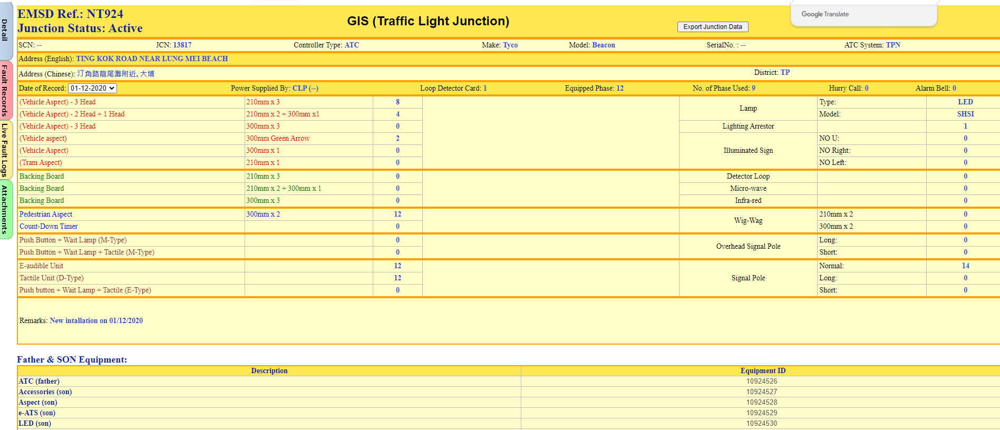 Google Translate
EMSD Ref.: NT924
Junction Status: Active
GIS (Traffic Light Junction)
Export Junction Data
Detail
Fault Records
Live Fault Logs
Attachments
SCN: -- JCN: 13817 Controller Type: ATC Make: Tyco Model: Beacon SerialNo. : -- ATC System: TPN
Address (English): TING KOK ROAD NEAR LUNG MEI BEACH
Address (Chinese): 汀角路龍尾灘附近, 大埔 District: TP
Date of Record: 01-12-2020 Power Supplied By: CLP (--) Loop Detector Card: 1 Equipped Phase: 12 No. of Phase Used: 9 Hurry Call: 0 Alarm Bell: 0
(Vehicle Aspect) - 3 Head 210mm x 3 8 Lamp Type: LED
(Vehicle Aspect) - 2 Head + 1 Head 210mm x 2 + 300mm x1 4 Model: SHSI
(Vehicle Aspect) - 3 Head 300mm x 3 0 Lighting Arrestor 1
(Vehicle aspect) 300mm Green Arrow 2 Illuminated Sign NO U: 0
(Vehicle Aspect) 300mm x 1 0 NO Right: 0
(Tram Aspect) 210mm x 1 0 NO Left: 0
Backing Board 210mm x 3 0 Detector Loop 0
Backing Board 210mm x 2 + 300mm x 1 0 Micro-wave 0
Backing Board 300mm x 3 0 Infra-red 0
Pedestrian Aspect 300mm x 2 12 Wig-Wag 210mm x 2 0
Count-Down Timer 0 300mm x 2 0
Push Button + Wait Lamp (M-Type) 0 Overhead Signal Pole Long: 0
Push Button + Wait Lamp + Tactile (M-Type) 0 Short: 0
E-audible Unit 12 Signal Pole Normal: 14
Tactile Unit (D-Type) 12 Long: 0
Push button + Wait Lamp + Tactile (E-Type) 0 Short: 0
Remarks: New intallation on 01/12/2020
Father & SON Equipment:
Description Equipment ID
ATC (father) 10924526
Accessories (son) 10924527
Aspect (son) 10924528
e-ATS (son) 10924529
LED (son) 10924530